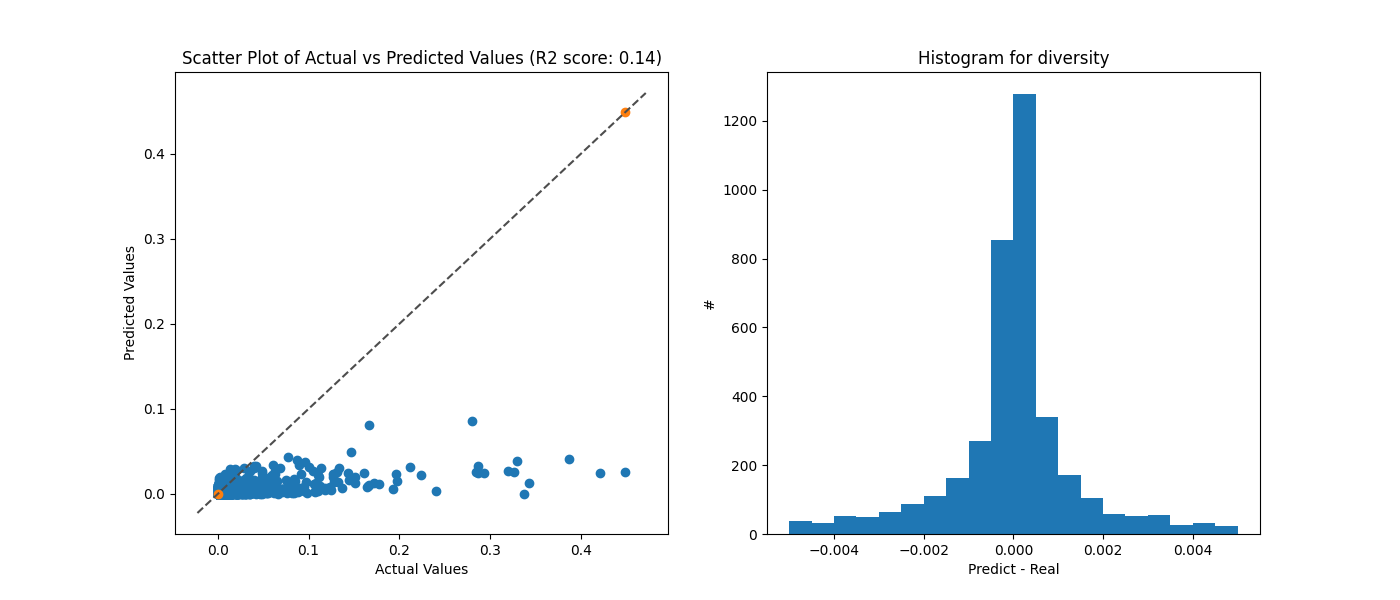 Scatter Plot of Actual vs Predicted Values (R2 score: 0.14)
0.4
0.3
0.2
0.1
0.0
Predicted Values
0.0 0.1 0.2 0.3 0.4
Actual Values
Histogram for diversity
1200
1000
800
600
400
200
0
#
−0.004 −0.002 0.000 0.002 0.004
Predict - Real